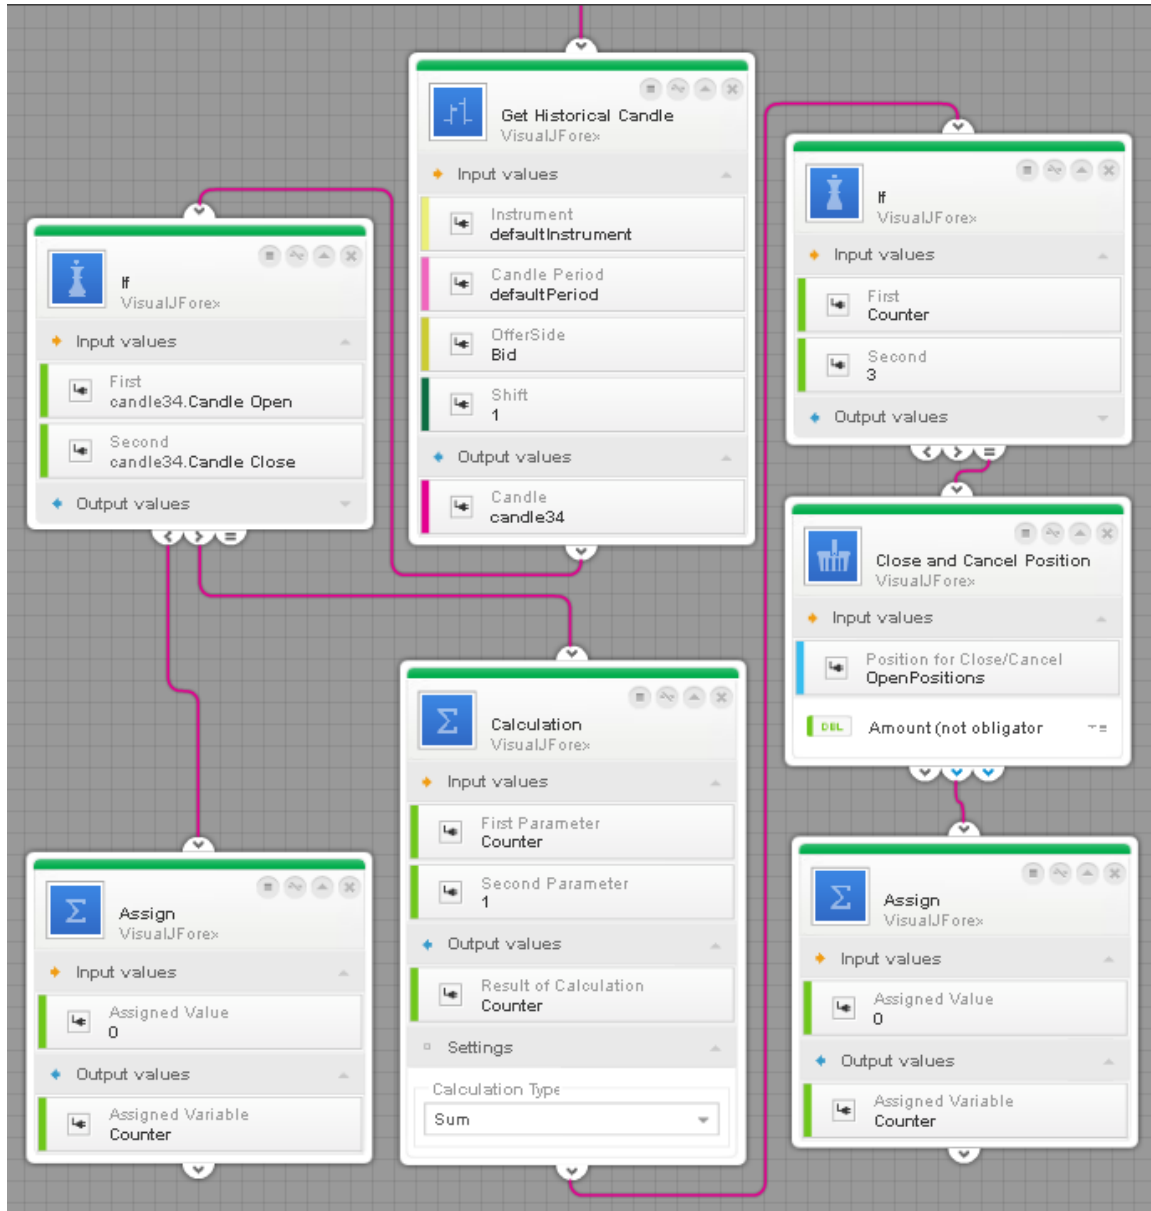 Get Historical Candle
VisualJForex
Input values
Instrument
defaultInstrument
Candle Period
defaultPeriod
OfferSide
Bid
Shift
1
Output values
Candle
candle34
If
VisualJForex
Input values
First
candle34.Candle Open
Second
candle34.Candle Close
Output values
< > =
Assign
VisualJForex
Input values
Assigned Value
0
Output values
Assigned Variable
Counter
Calculation
VisualJForex
Input values
First Parameter
Counter
Second Parameter
1
Output values
Result of Calculation
Counter
Settings
Calculation Type
Sum
If
VisualJForex
Input values
First
Counter
Second
3
Output values
< > =
Close and Cancel Position
VisualJForex
Input values
Position for Close/Cancel
OpenPositions
DBL Amount (not obligator
Assign
VisualJForex
Input values
Assigned Value
0
Output values
Assigned Variable
Counter